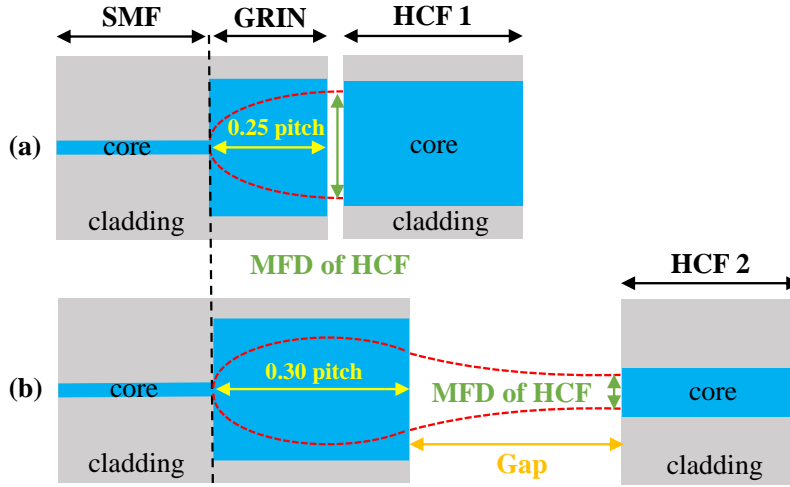 SMF GRIN HCF 1
(a) core 0.25 pitch core
cladding cladding
MFD of HCF
HCF 2
(b) core 0.30 pitch MFD of HCF core
cladding Gap cladding